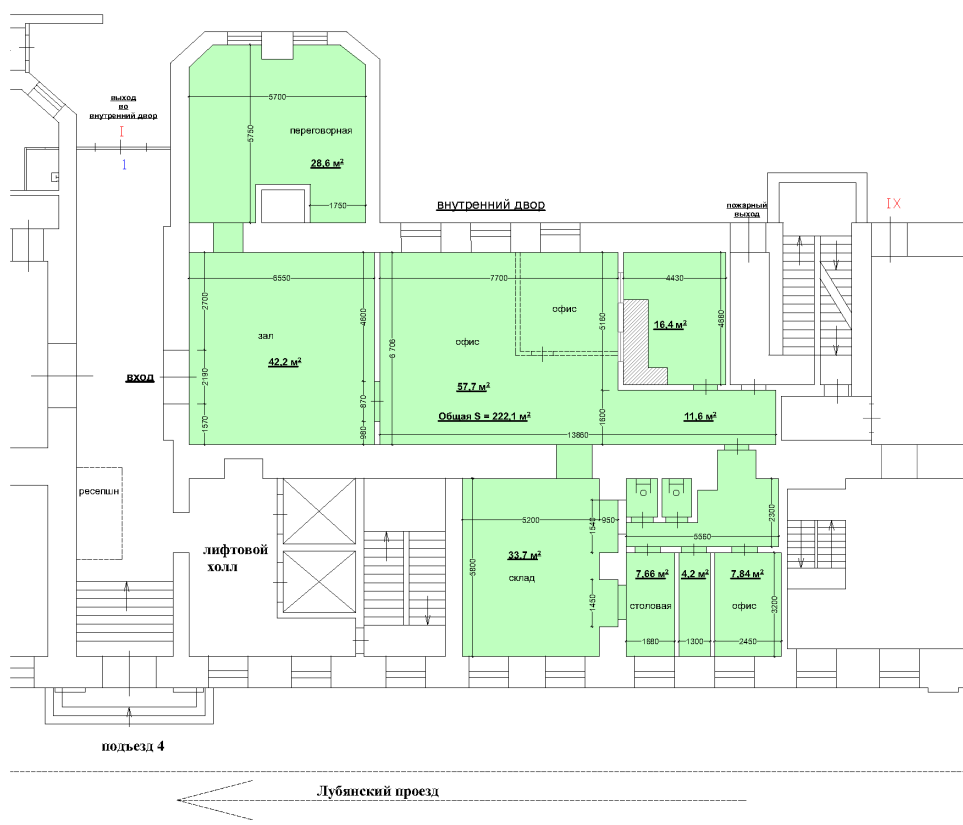 выход
во
внутренний двор
I
1
5700
5750
переговорная
28,6 м²
1750
внутренний двор
пожарный
выход
IX
6550
7700
4430
2700
4600
5160
4680
офис
16,4 м²
зал
офис
6 706
42,2 м²
вход
2190
57,7 м²
870
Общая S = 222,1 м²
11,6 м²
1600
1570
980
13860
ресепшн
5200
950
1540
2300
5560
лифтовой
холл
33,7 м²
5800
склад
7,66 м²
4,2 м²
7,84 м²
1450
столовая
офис
3200
1680
1300
2450
подъезд 4
Лубянский проезд